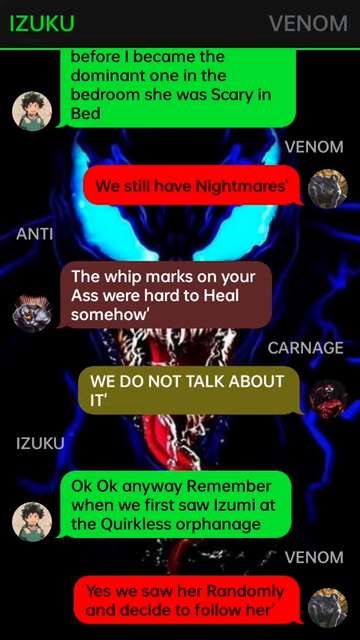 IZUKU VENOM
before I became the
dominant one in the
bedroom she was Scary in
Bed
VENOM
We still have Nightmares'
ANTI
The whip marks on your
Ass were hard to Heal
somehow'
CARNAGE
WE DO NOT TALK ABOUT
IT'
IZUKU
Ok Ok anyway Remember
when we first saw Izumi at
the Quirkless orphanage
VENOM
Yes we saw her Randomly
and decide to follow her'